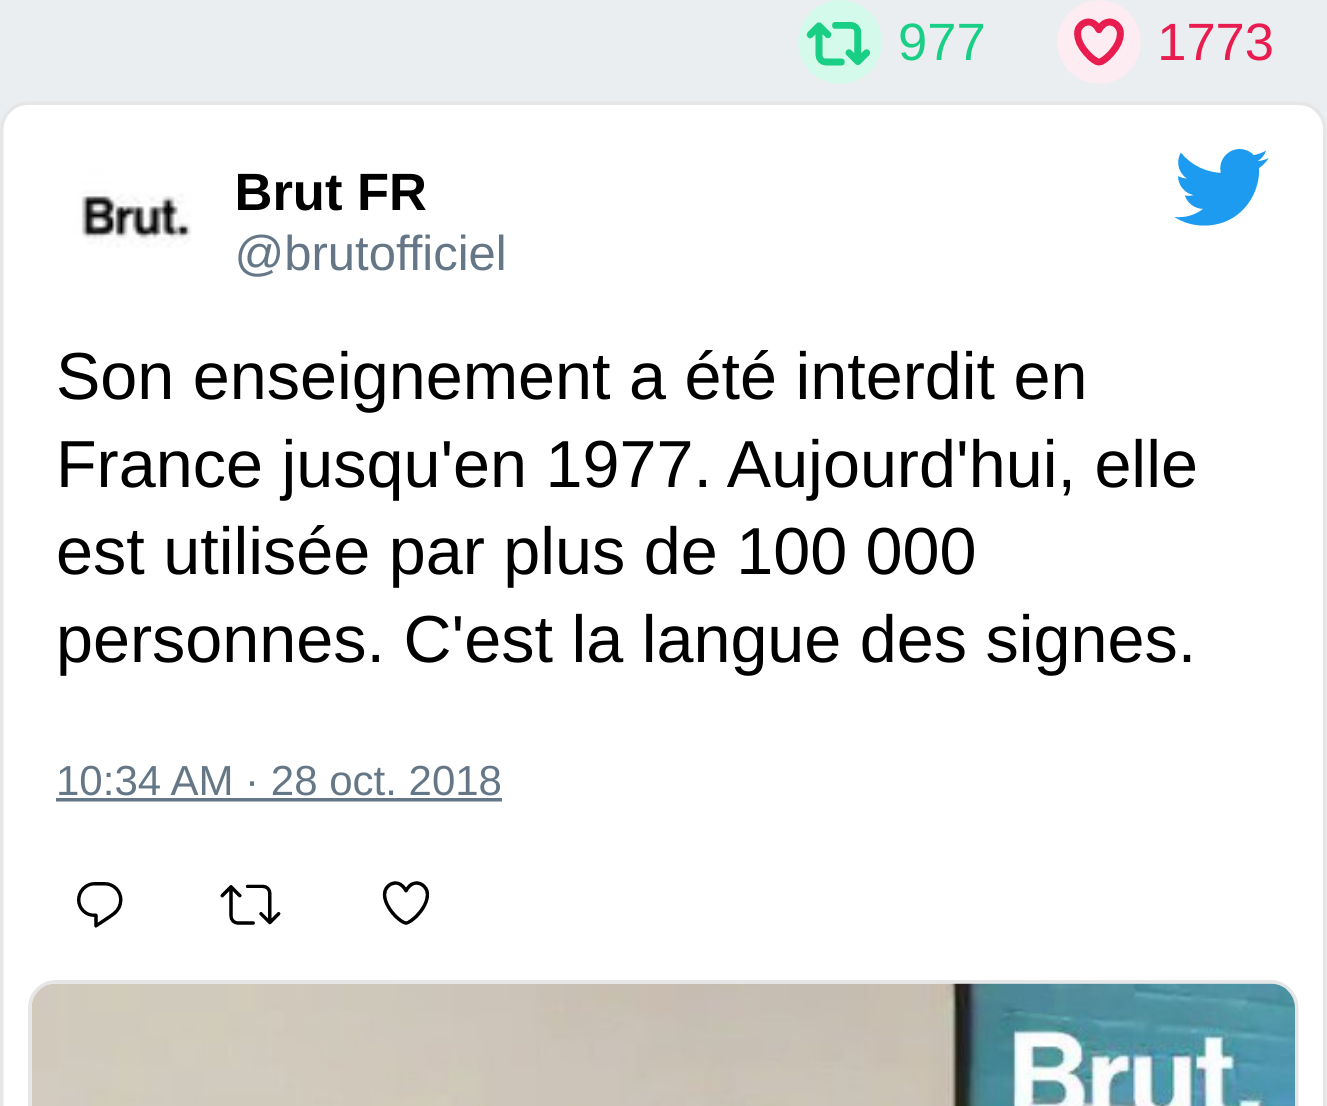 977 1773
Brut.
Brut FR
@brutofficiel
Son enseignement a été interdit en
France jusqu'en 1977. Aujourd'hui, elle
est utilisée par plus de 100 000
personnes. C'est la langue des signes.
10:34 AM · 28 oct. 2018
Brut.